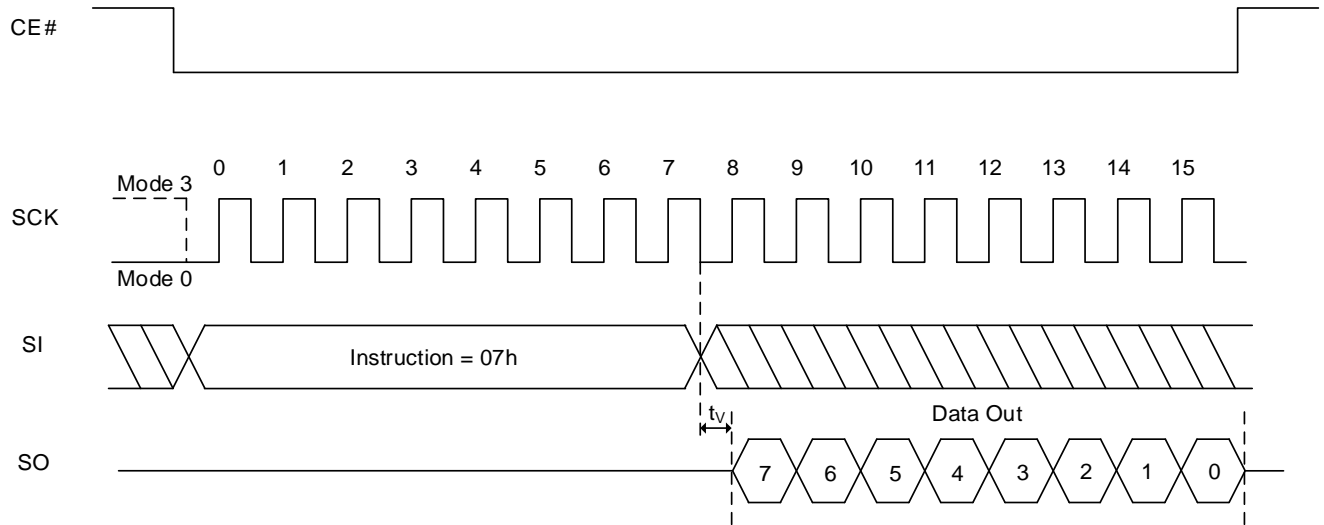 CE#
0 1 2 3 4 5 6 7 8 9 10 11 12 13 14 15
Mode 3
SCK
Mode 0
SI
Instruction = 07h
tV
Data Out
SO
7 6 5 4 3 2 1 0